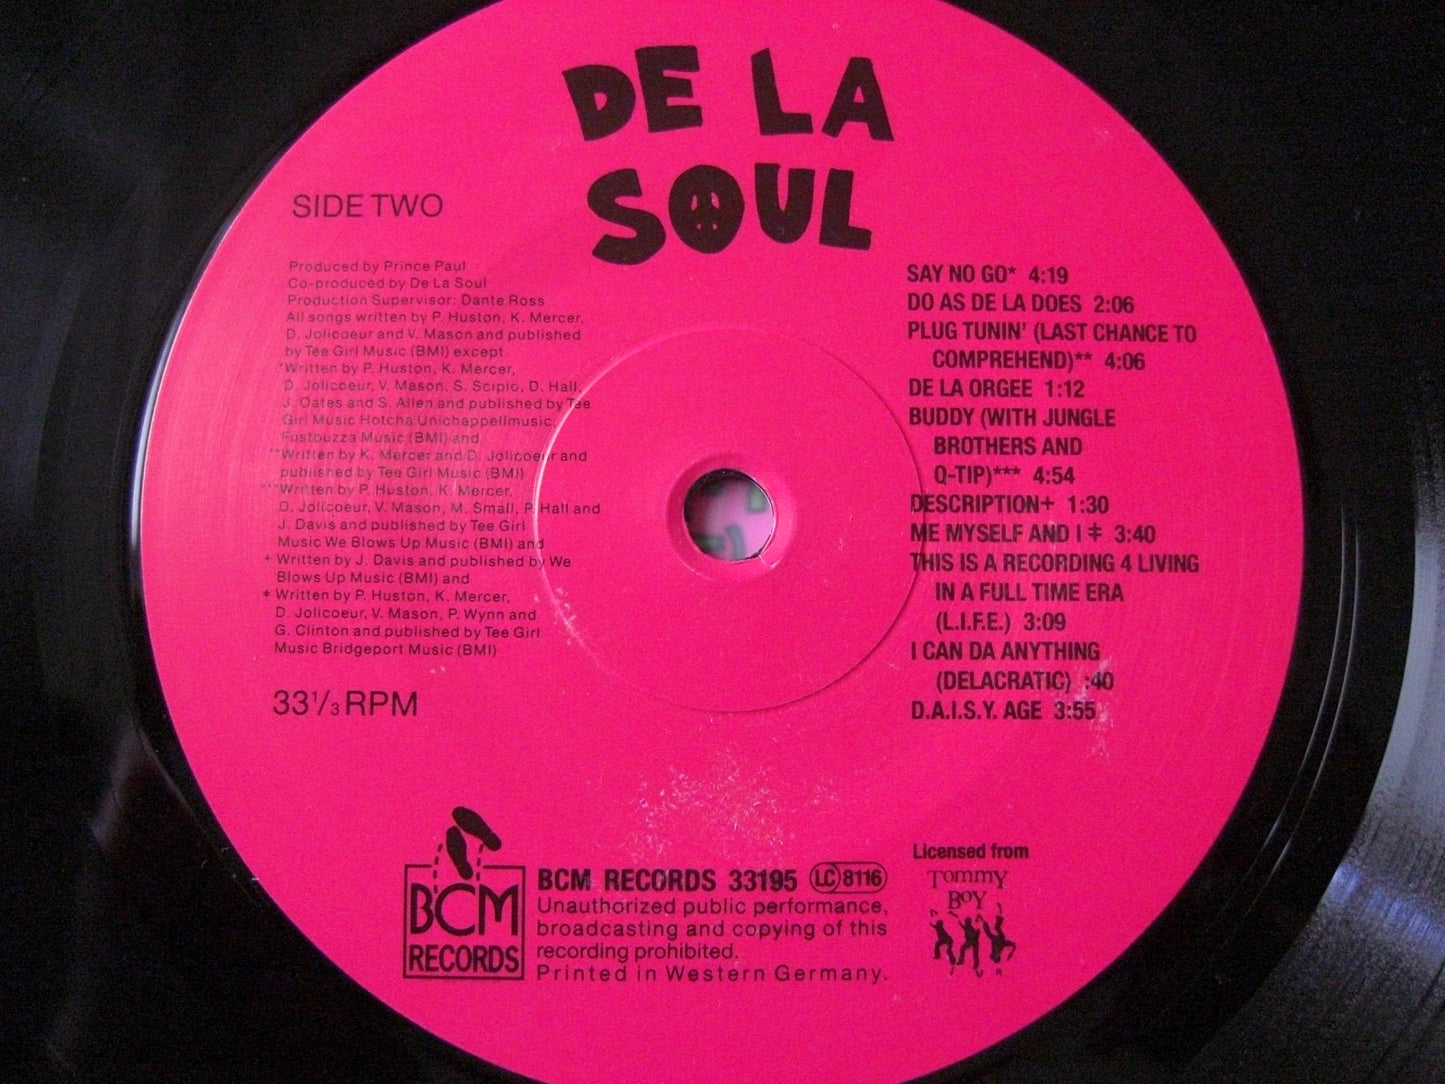 DE LA
SOUL
SIDE TWO
Produced by Prince Paul
Co-produced by De La Soul
Production Supervisor: Dante Ross
All songs written by P. Huston, K. Mercer,
D. Jolicoeur and V. Mason and published
by Tee Girl Music (BMI) except
*Written by P. Huston, K. Mercer,
D. Jolicoeur, V. Mason, S. Scipio, D. Hall,
J. Oates and S. Allen and published by Tee
Girl Music Hotcha Unichappellmusic,
Fustouzza Music (BMI) and
**Written by K. Mercer and D. Jolicoeur and
published by Tee Girl Music (BMI)
***Written by P. Huston, K. Mercer,
D. Jolicoeur, V. Mason, M. Small, P. Hall and
J. Davis and published by Tee Girl
Music We Blows Up Music (BMI) and
+ Written by J. Davis and published by We
Blows Up Music (BMI) and
‡ Written by P. Huston, K. Mercer,
D. Jolicoeur, V. Mason, P. Wynn and
G. Clinton and published by Tee Girl
Music Bridgeport Music (BMI)
33 1/3 RPM
SAY NO GO* 4:19
DO AS DE LA DOES 2:06
PLUG TUNIN' (LAST CHANCE TO
COMPREHEND)** 4:06
DE LA ORGEE 1:12
BUDDY (WITH JUNGLE
BROTHERS AND
Q-TIP)*** 4:54
DESCRIPTION+ 1:30
ME MYSELF AND I ‡ 3:40
THIS IS A RECORDING 4 LIVING
IN A FULL TIME ERA
(L.I.F.E.) 3:09
I CAN DA ANYTHING
(DELACRATIC) :40
D.A.I.S.Y. AGE 3:55
BCM
RECORDS
BCM RECORDS 33195 LC 8116
Unauthorized public performance,
broadcasting and copying of this
recording prohibited.
Printed in Western Germany.
Licensed from
Tommy
Boy